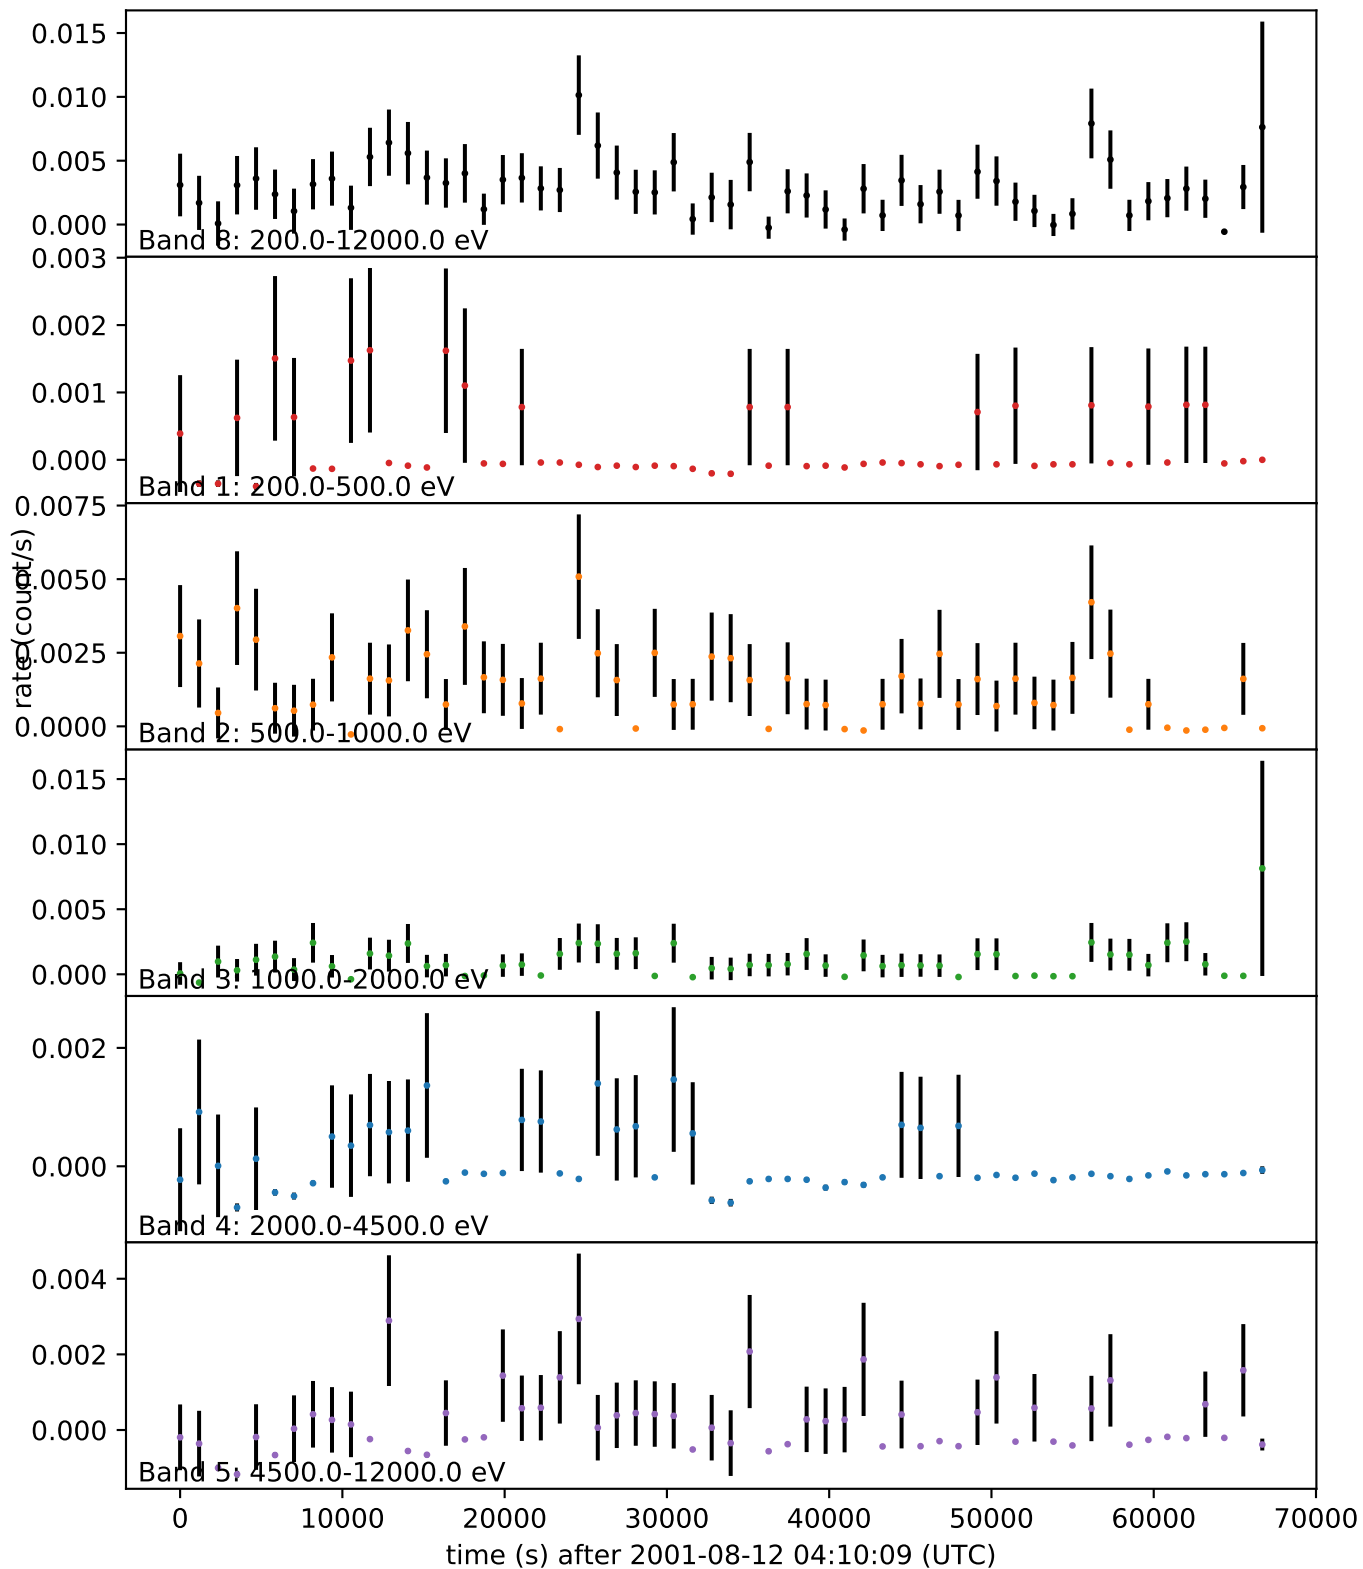 0.015
0.010
0.005
0.000
Band 8: 200.0-12000.0 eV
0.003
0.002
0.001
0.000
Band 1: 200.0-500.0 eV
0.0075
0.0050
0.0025
0.0000
Band 2: 500.0-1000.0 eV
rate (count/s)
0.015
0.010
0.005
0.000
Band 3: 1000.0-2000.0 eV
0.002
0.000
Band 4: 2000.0-4500.0 eV
0.004
0.002
0.000
Band 5: 4500.0-12000.0 eV
0 10000 20000 30000 40000 50000 60000 70000
time (s) after 2001-08-12 04:10:09 (UTC)